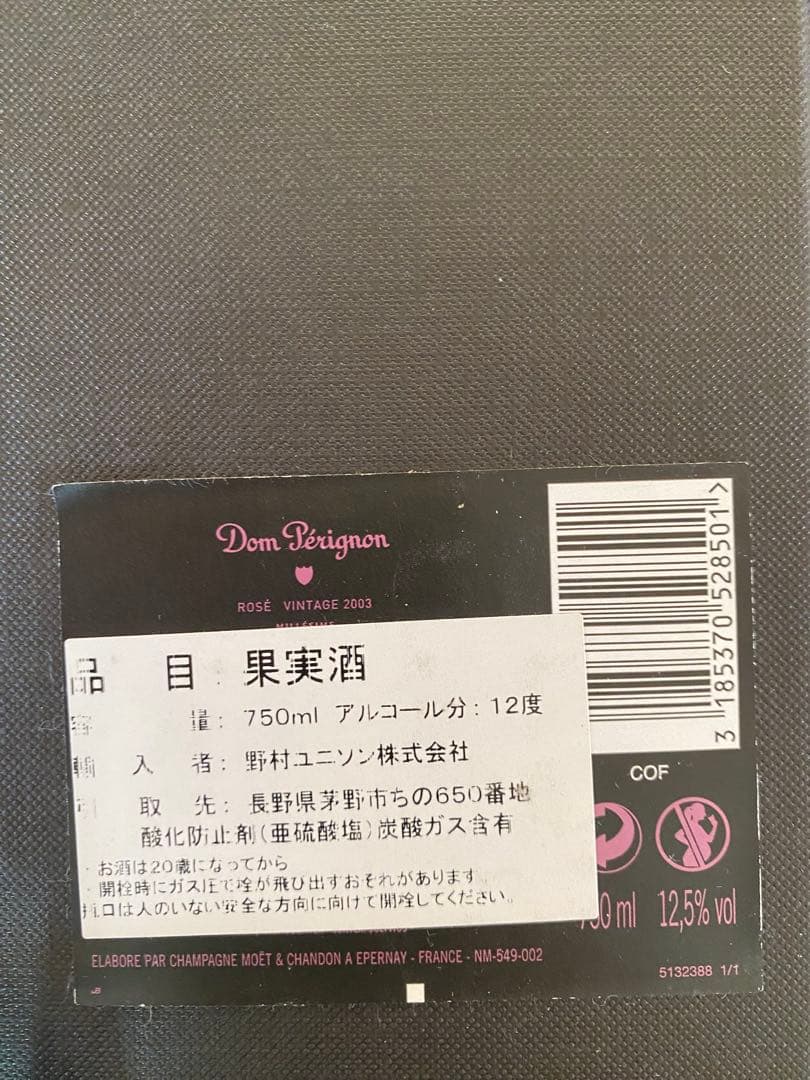 Dom Pérignon
ROSÉ VINTAGE 2003
品 目: 果実酒
容 量: 750ml アルコール分: 12度
輸 入 者: 野村ユニソン株式会社
引 取 先: 長野県茅野市ちの650番地
酸化防止剤(亜硫酸塩)炭酸ガス含有
・お酒は20歳になってから
・開栓時にガス圧で栓が飛び出すおそれがあります。
抜口は人のいない安全な方向に向けて開栓してください。
3 185370 528501 >
COF
750 ml 12,5% vol
ELABORE PAR CHAMPAGNE MOËT & CHANDON A EPERNAY - FRANCE - NM-549-002
5132388 1/1